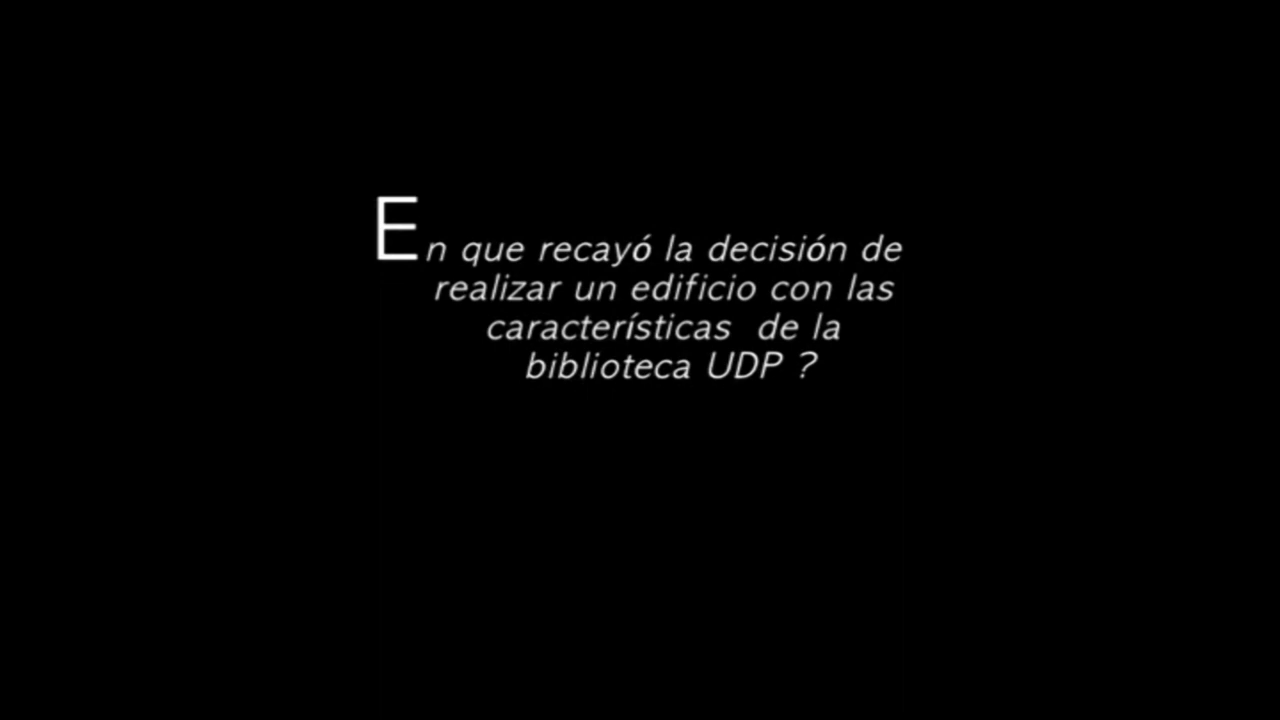 En que recayó la decisión de
realizar un edificio con las
características  de la
biblioteca UDP ?